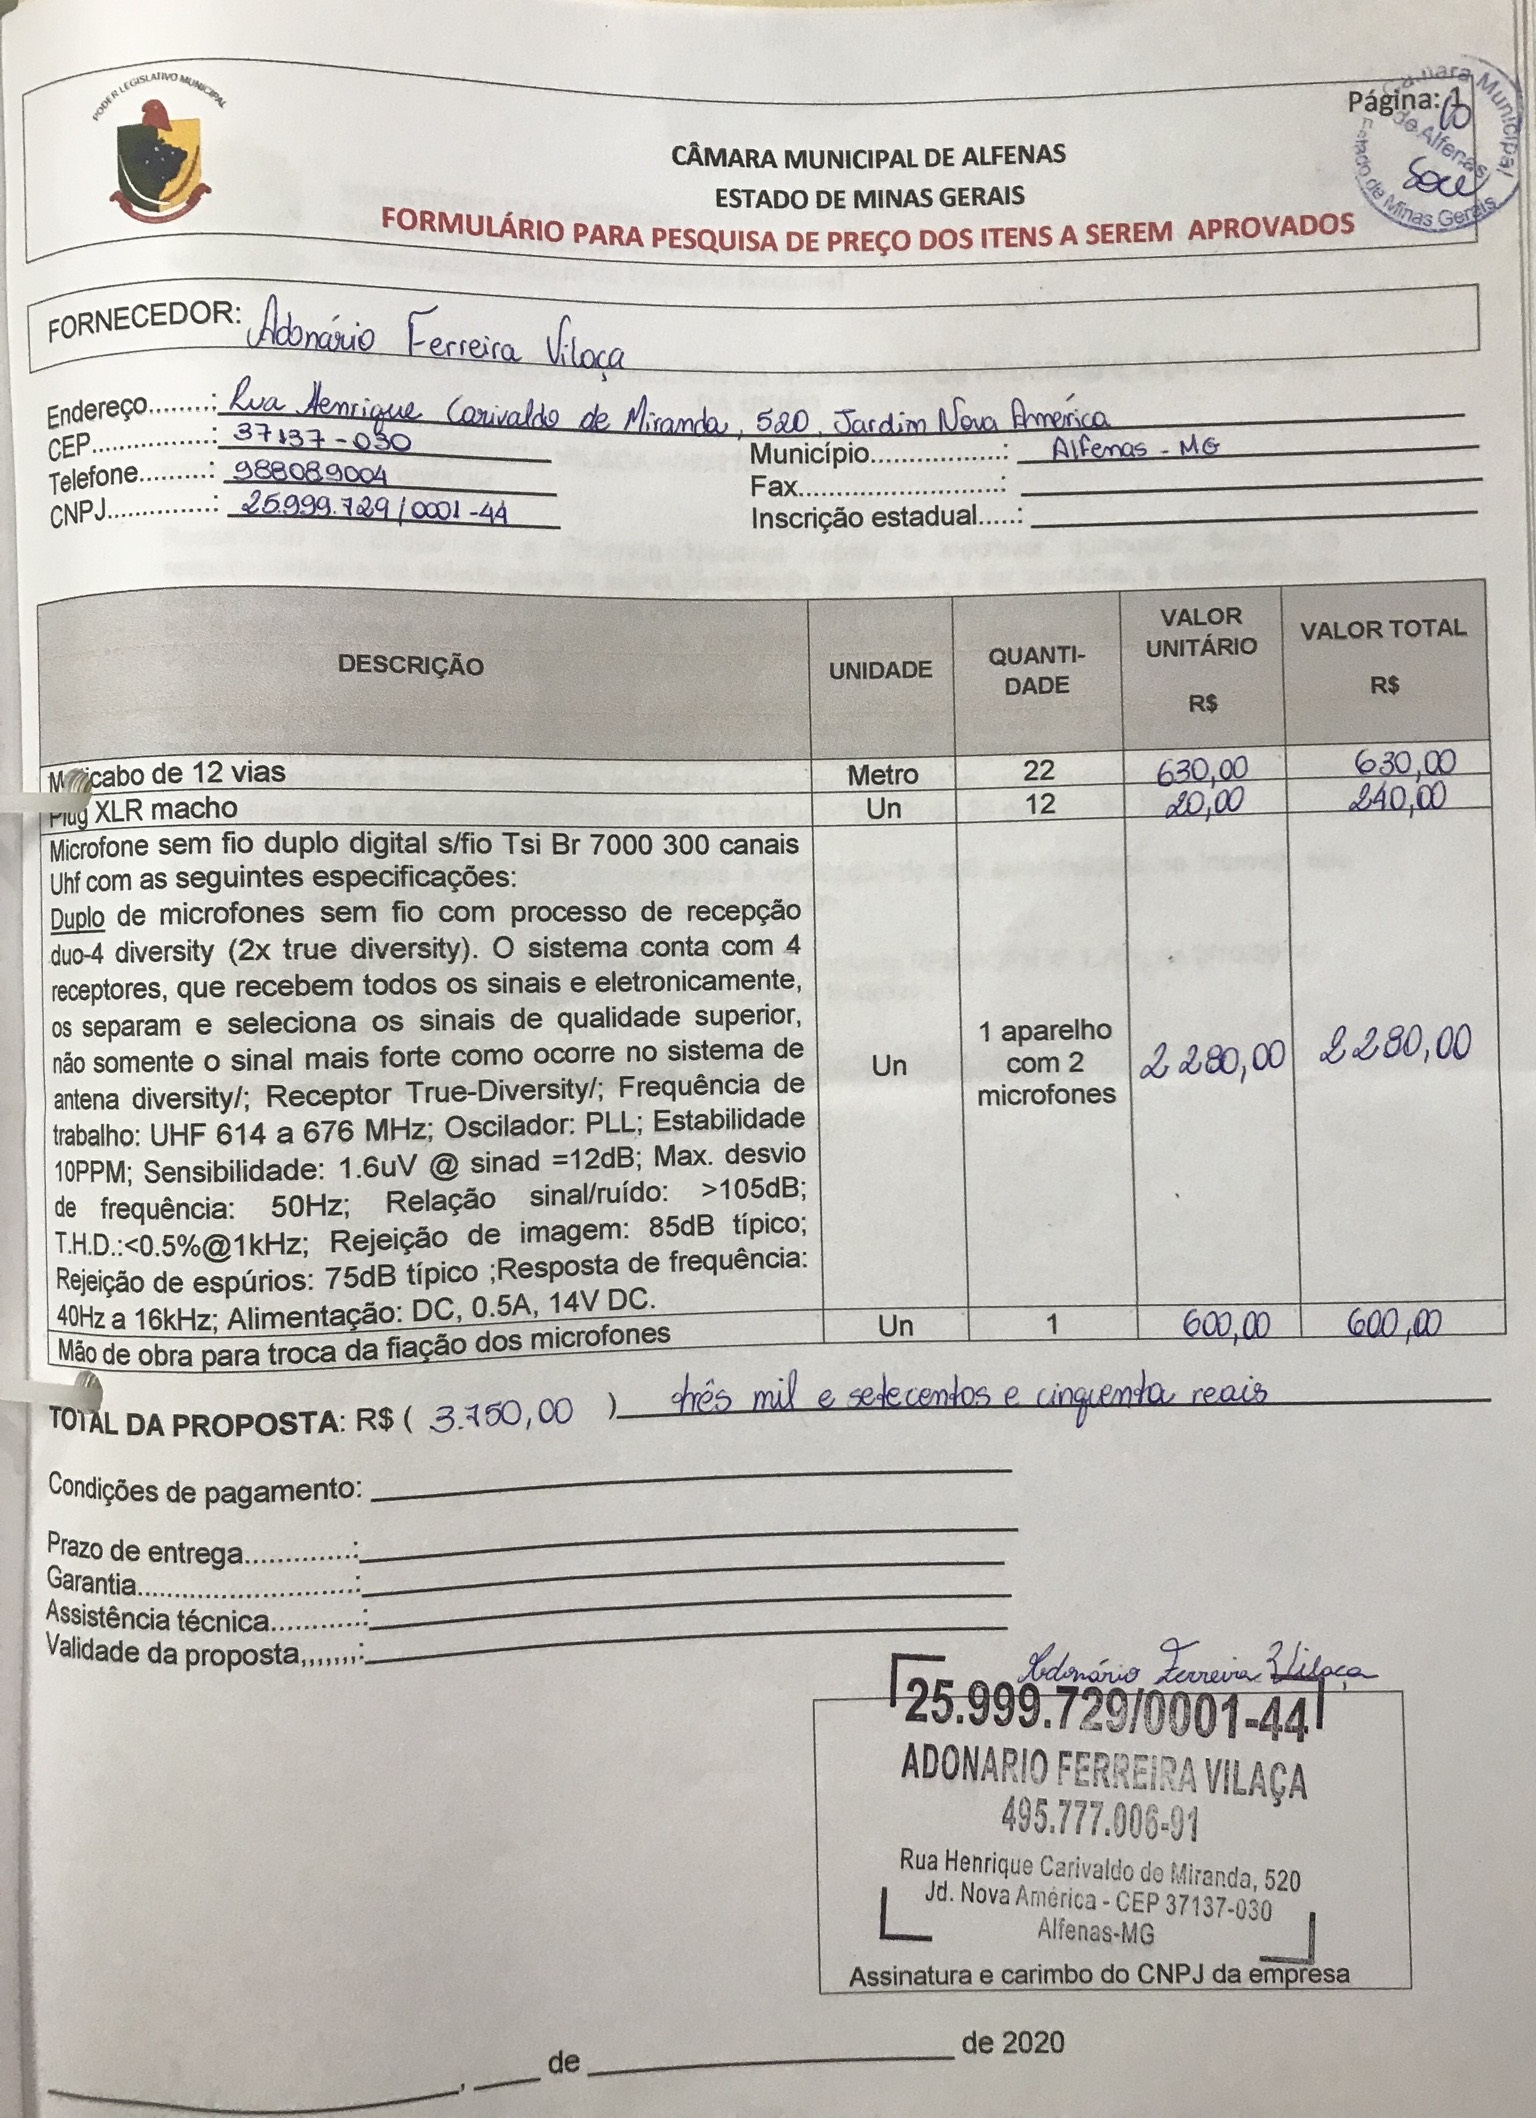 PODER LEGISLATIVO MUNICIPAL
Página: 1
10
Câmara Municipal
de Alfenas
Estado de Minas Gerais
CÂMARA MUNICIPAL DE ALFENAS
ESTADO DE MINAS GERAIS
FORMULÁRIO PARA PESQUISA DE PREÇO DOS ITENS A SEREM APROVADOS
FORNECEDOR: Adonário Ferreira Vilaça
Endereço........: Rua Henrique Carivaldo de Miranda, 520, Jardim Nova América
CEP..............: 37137-030 Município.................: Alfenas - MG
Telefone.........: 988089004 Fax..........................:
CNPJ..............: 25.999.729/0001-44 Inscrição estadual.....:
DESCRIÇÃO UNIDADE QUANTI-DADE VALOR UNITÁRIO R$ VALOR TOTAL R$
cabo de 12 vias Metro 22 630,00 630,00
Plug XLR macho Un 12 20,00 240,00
Microfone sem fio duplo digital s/fio Tsi Br 7000 300 canais
Uhf com as seguintes especificações:
Duplo de microfones sem fio com processo de recepção
duo-4 diversity (2x true diversity). O sistema conta com 4
receptores, que recebem todos os sinais e eletronicamente,
os separam e seleciona os sinais de qualidade superior,
não somente o sinal mais forte como ocorre no sistema de
antena diversity/; Receptor True-Diversity/; Frequência de
trabalho: UHF 614 a 676 MHz; Oscilador: PLL; Estabilidade
10PPM; Sensibilidade: 1.6uV @ sinad =12dB; Max. desvio
de frequência: 50Hz; Relação sinal/ruído: >105dB;
T.H.D.:<0.5%@1kHz; Rejeição de imagem: 85dB típico;
Rejeição de espúrios: 75dB típico ;Resposta de frequência:
40Hz a 16kHz; Alimentação: DC, 0.5A, 14V DC.
Un 1 aparelho com 2 microfones 2280,00 2280,00
Mão de obra para troca da fiação dos microfones Un 1 600,00 600,00
TOTAL DA PROPOSTA: R$ ( 3.750,00 ) três mil e setecentos e cinquenta reais
Condições de pagamento:
Prazo de entrega.............:
Garantia...........................:
Assistência técnica...........:
Validade da proposta,,,,,,,:
Adonário Ferreira Vilaça
25.999.729/0001-44
ADONARIO FERREIRA VILAÇA
495.777.006-91
Rua Henrique Carivaldo de Miranda, 520
Jd. Nova América - CEP 37137-030
Alfenas-MG
Assinatura e carimbo do CNPJ da empresa
, de de 2020